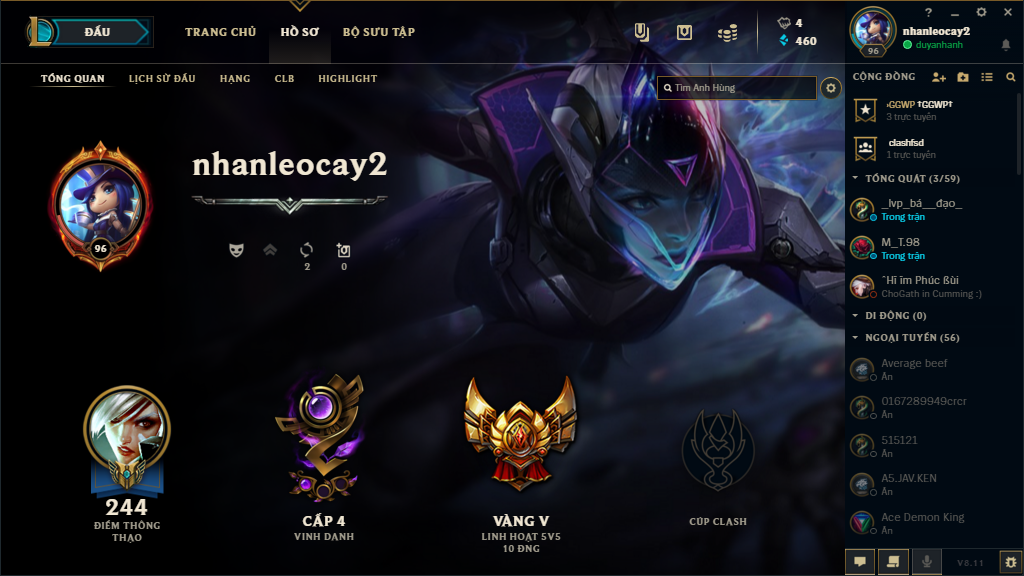 ĐẤU
TRANG CHỦ
HỒ SƠ
BỘ SƯU TẬP
4
460
TỔNG QUAN
LỊCH SỬ ĐẤU
HẠNG
CLB
HIGHLIGHT
Tìm Anh Hùng
nhanleocay2
96
2
0
244
ĐIỂM THÔNG
THẠO
CẤP 4
VINH DANH
VÀNG V
LINH HOẠT 5V5
10 ĐNG
CÚP CLASH
?
nhanleocay2
duyanhanh
96
CỘNG ĐỒNG
›GGWP †GGWP†
3 trực tuyến
clashfsd
1 trực tuyến
TỔNG QUÁT (3/59)
_lvp_bá__đạo_
Trong trận
M_T.98
Trong trận
ˆHĩ ĩm Phúc ßùi
ChoGath in Cumming :)
DI ĐỘNG (0)
NGOẠI TUYẾN (56)
Average beef
Ẩn
0167289949crcr
Ẩn
515121
Ẩn
A5.JAV.KEN
Ẩn
Ace Demon King
Ẩn
V8.11